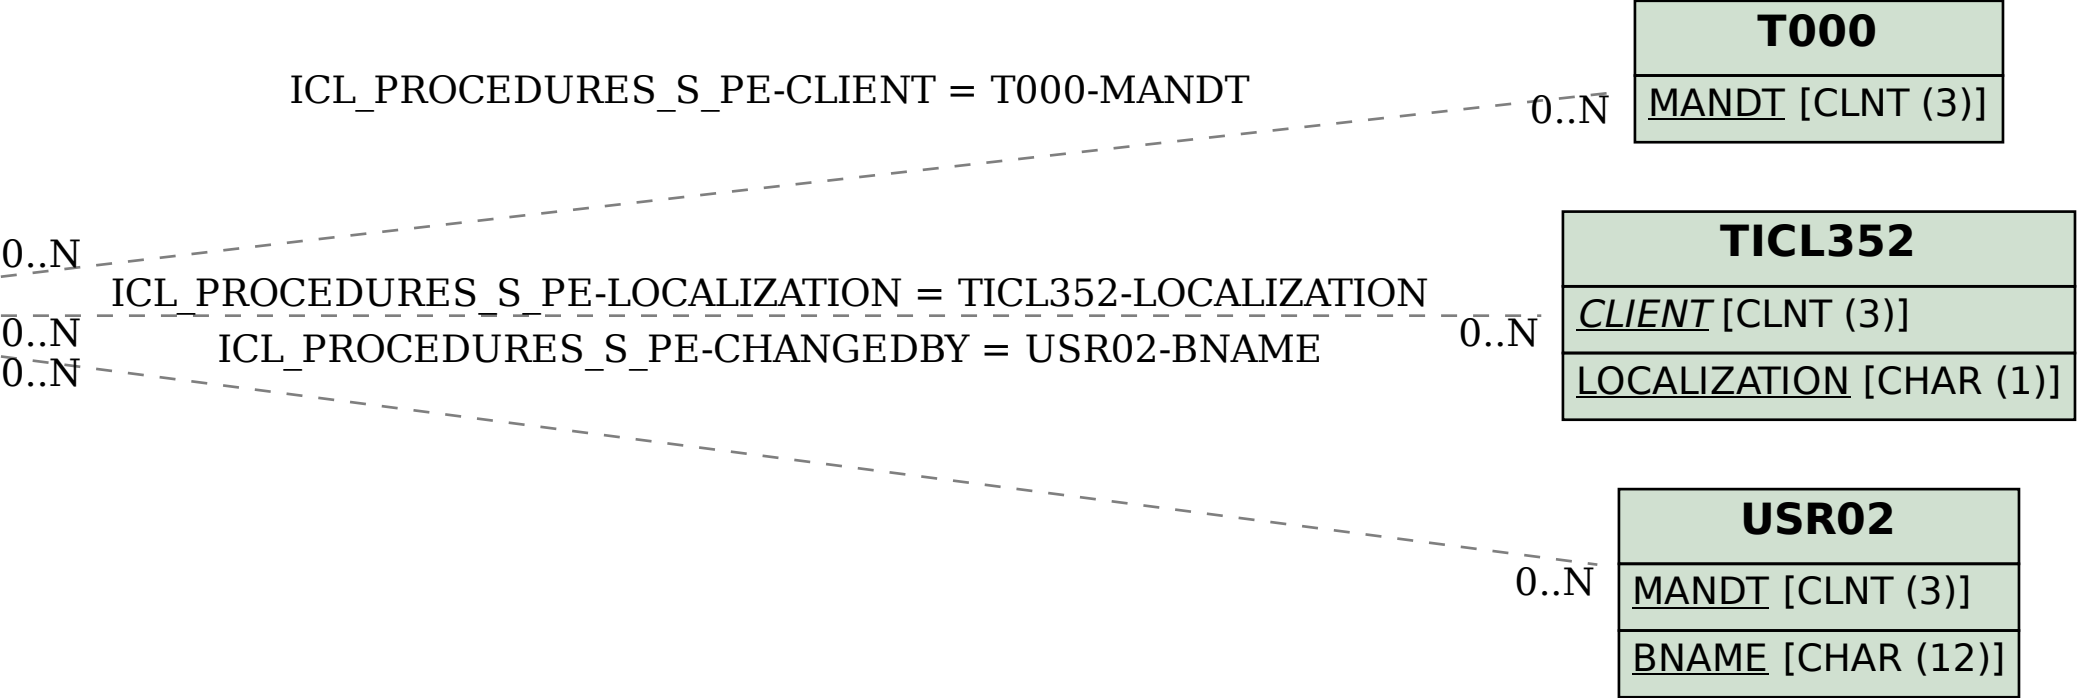 T000
MANDT [CLNT (3)]
ICL_PROCEDURES_S_PE-CLIENT = T000-MANDT
0..N
0..N
TICL352
CLIENT [CLNT (3)]
LOCALIZATION [CHAR (1)]
ICL_PROCEDURES_S_PE-LOCALIZATION = TICL352-LOCALIZATION
0..N
0..N
ICL_PROCEDURES_S_PE-CHANGEDBY = USR02-BNAME
0..N
0..N
USR02
MANDT [CLNT (3)]
BNAME [CHAR (12)]